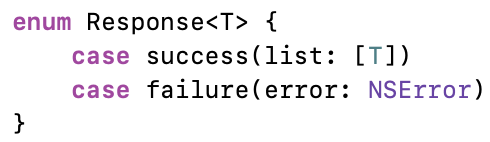 enum Response<T> {
    case success(list: [T])
    case failure(error: NSError)
}